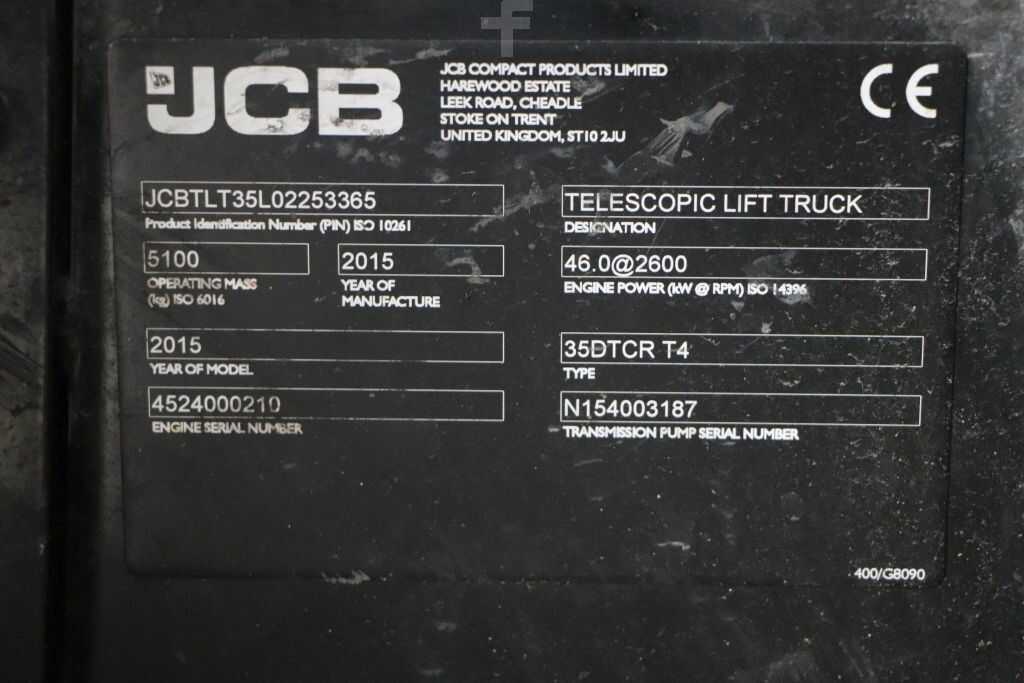 f
JCB
JCB COMPACT PRODUCTS LIMITED
HAREWOOD ESTATE
LEEK ROAD, CHEADLE
STOKE ON TRENT
UNITED KINGDOM, ST10 2JU
CE
JCBTLT35L02253365
Product Identification Number (PIN) ISO 10261
TELESCOPIC LIFT TRUCK
DESIGNATION
5100
OPERATING MASS
(kg) ISO 6016
2015
YEAR OF
MANUFACTURE
46.0@2600
ENGINE POWER (kW @ RPM) ISO 14396
2015
YEAR OF MODEL
35DTCR T4
TYPE
4524000210
ENGINE SERIAL NUMBER
N154003187
TRANSMISSION PUMP SERIAL NUMBER
400/G8090